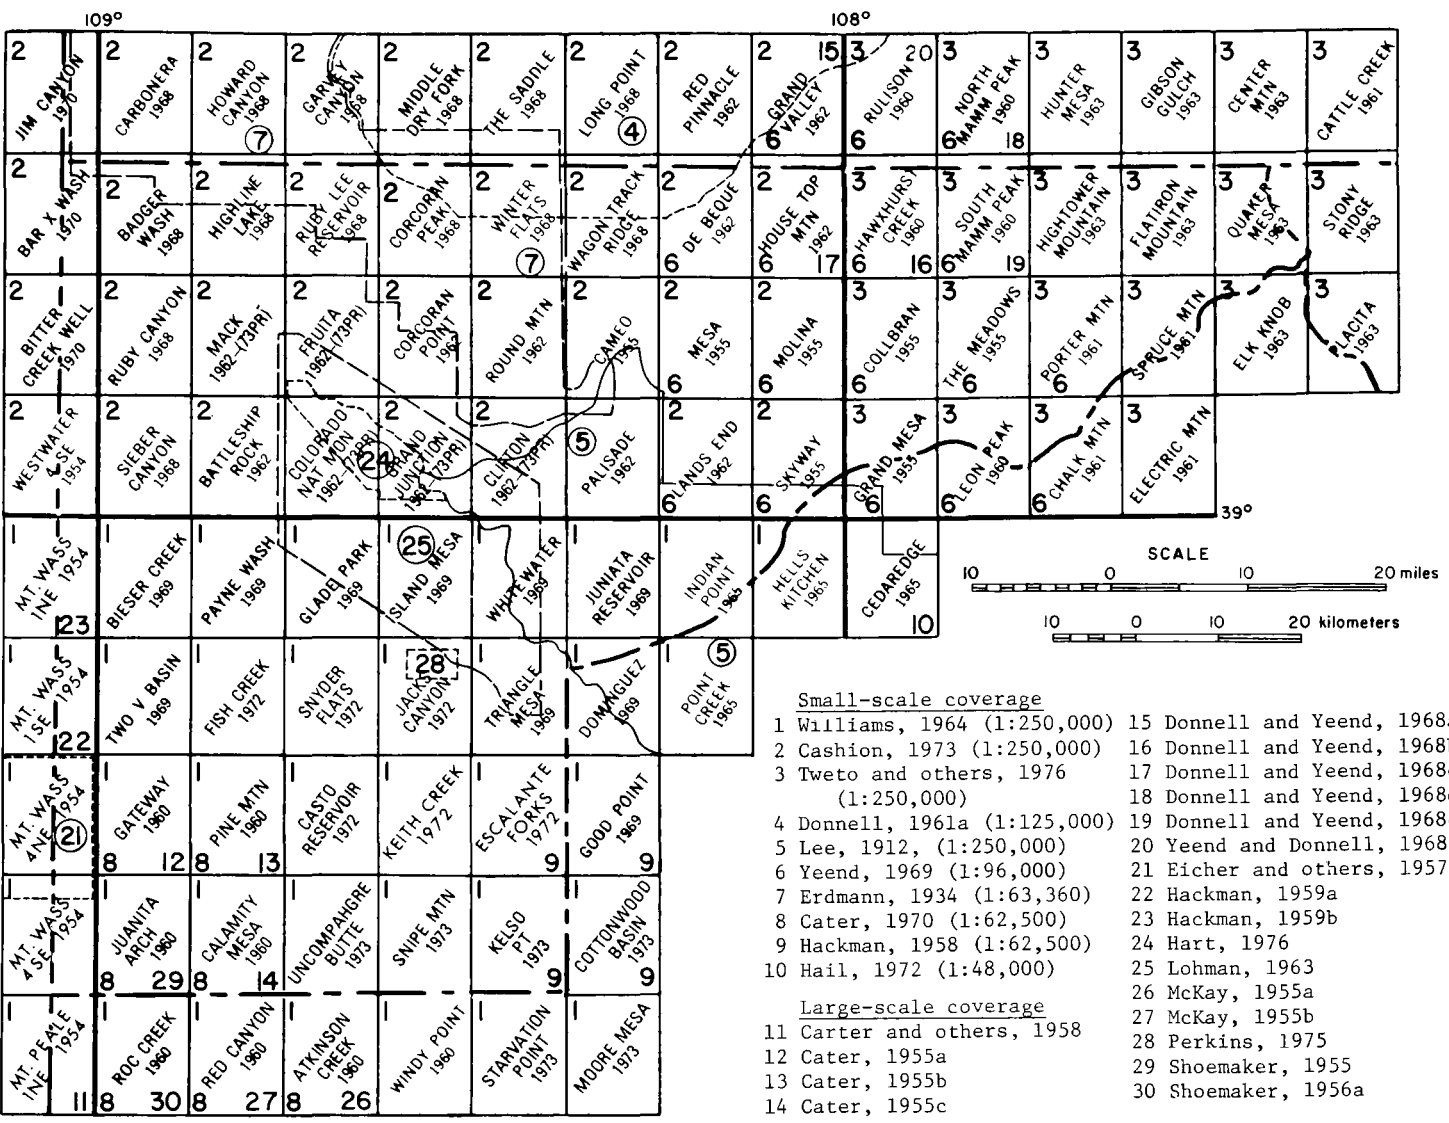 109° 108°
2 2 2 2 2 2 2 2 2 15 3 20 3 3 3 3 3
JIM CANYON 1970 CARBONERA 1968 HOWARD CANYON 1968 GARVEY CANYON 1968 MIDDLE DRY FORK 1968 THE SADDLE 1968 LONG POINT 1968 RED PINNACLE 1962 GRAND VALLEY 1962 RULISON 1960 NORTH MAMM PEAK 1960 HUNTER MESA 1963 GIBSON GULCH 1963 CENTER MTN 1963 CATTLE CREEK 1961
7 4 6 6 6 18
2 2 2 2 2 2 2 2 2 3 3 3 3 3 3
BAR X WASH 1970 BADGER WASH 1968 HIGHLINE LAKE 1968 RUBY LEE RESERVOIR 1968 CORCORAN PEAK 1968 WINTER FLATS 1968 WAGON TRACK RIDGE 1968 DE BEQUE 1962 HOUSE TOP MTN 1962 HAWXHURST CREEK 1960 SOUTH MAMM PEAK 1960 HIGHTOWER MOUNTAIN 1963 FLATIRON MOUNTAIN 1963 QUAKER MESA 1963 STONY RIDGE 1963
7 6 6 17 6 16 6 19
2 2 2 2 2 2 2 2 2 3 3 3 3 3 3
BITTER CREEK WELL 1970 RUBY CANYON 1968 MACK 1962-(73PR) FRUITA 1962-(73PR) CORCORAN POINT 1962 ROUND MTN 1962 CAMEO 1955 MESA 1955 MOLINA 1955 COLLBRAN 1955 THE MEADOWS 1955 PORTER MTN 1961 SPRUCE MTN 1961 ELK KNOB 1963 PLACITA 1963
6 6 6 6 6
2 2 2 2 2 2 2 2 3 3 3 3
WESTWATER 4 SE 1954 SIEBER CANYON 1968 BATTLESHIP ROCK 1962 COLORADO NAT MON 1962-(73PR) GRAND JUNCTION 1962-(73PR) CLIFTON 1962-(73PR) PALISADE 1962 LANDS END 1962 SKYWAY 1955 GRAND MESA 1955 LEON PEAK 1960 CHALK MTN 1961 ELECTRIC MTN 1961
24 5 6 6 6 6 6
39°
1 1 1 1 1 1 1 1 1
MT. WASS 1NE 1954 BIESER CREEK 1969 PAYNE WASH 1969 GLADE PARK 1969 ISLAND MESA 1969 WHITEWATER 1969 JUNIATA RESERVOIR 1969 INDIAN POINT 1965 HELLS KITCHEN 1965 CEDAREDGE 1965
23 25 10
1 1 1 1 1 1 1 1
MT. WASS 1 SE 1954 TWO V BASIN 1969 FISH CREEK 1972 SNYDER FLATS 1972 JACKS CANYON 1972 TRIANGLE MESA 1969 DOMINGUEZ 1969 POINT CREEK 1965
22 28 5
1 1 1 1 1 1 1
MT. WASS 4NE 1954 GATEWAY 1960 PINE MTN 1960 CASTO RESERVOIR 1972 KEITH CREEK 1972 ESCALANTE FORKS 1972 GOOD POINT 1969
21 8 12 8 13 9 9
1 1 1 1 1 1 1
MT. WASS 4 SE 1954 JUANITA ARCH 1960 CALAMITY MESA 1960 UNCOMPAHGRE BUTTE 1973 SNIPE MTN 1973 KELSO PT 1973 COTTONWOOD BASIN 1973
8 29 8 14 9 9
1 1 1 1 1 1 1
MT. PEALE 1NE 1954 ROC CREEK 1960 RED CANYON 1960 ATKINSON CREEK 1960 WINDY POINT 1960 STARVATION POINT 1973 MOORE MESA 1973
11 8 30 8 27 8 26
SCALE
10 0 10 20 miles
10 0 10 20 kilometers
Small-scale coverage
1 Williams, 1964 (1:250,000)
2 Cashion, 1973 (1:250,000)
3 Tweto and others, 1976
(1:250,000)
4 Donnell, 1961a (1:125,000)
5 Lee, 1912, (1:250,000)
6 Yeend, 1969 (1:96,000)
7 Erdmann, 1934 (1:63,360)
8 Cater, 1970 (1:62,500)
9 Hackman, 1958 (1:62,500)
10 Hail, 1972 (1:48,000)
Large-scale coverage
11 Carter and others, 1958
12 Cater, 1955a
13 Cater, 1955b
14 Cater, 1955c
15 Donnell and Yeend, 1968a
16 Donnell and Yeend, 1968b
17 Donnell and Yeend, 1968
18 Donnell and Yeend, 1968
19 Donnell and Yeend, 1968
20 Yeend and Donnell, 1968
21 Eicher and others, 1957
22 Hackman, 1959a
23 Hackman, 1959b
24 Hart, 1976
25 Lohman, 1963
26 McKay, 1955a
27 McKay, 1955b
28 Perkins, 1975
29 Shoemaker, 1955
30 Shoemaker, 1956a